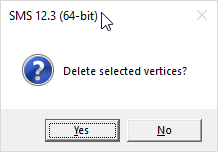 SMS 12.3 (64-bit)
Delete selected vertices?
Yes
No